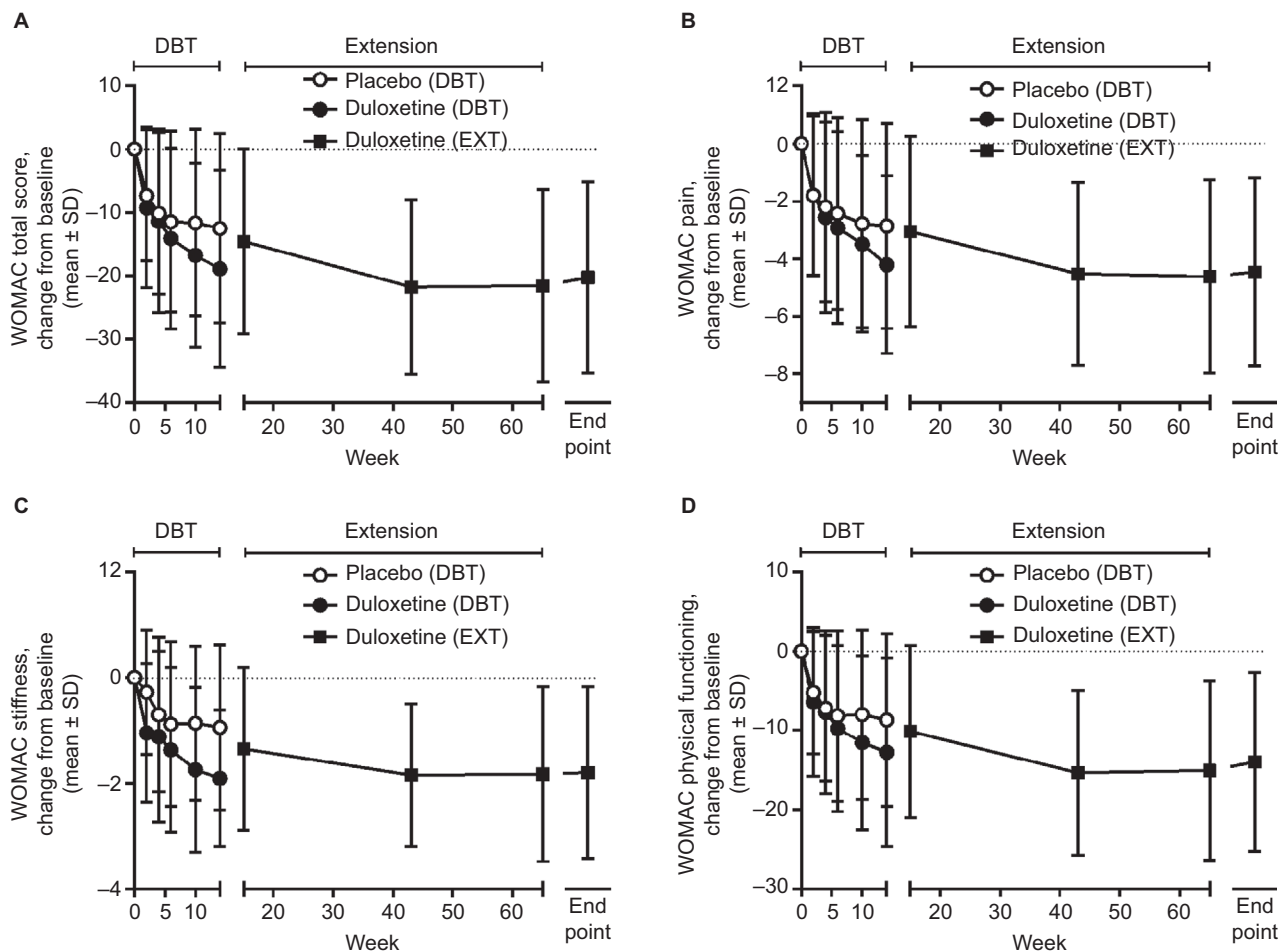 A
DBT
Extension
Placebo (DBT)
Duloxetine (DBT)
Duloxetine (EXT)
WOMAC total score,
change from baseline
(mean ± SD)
10
0
–10
–20
–30
–40
0
5
10
20
30
40
50
60
End
point
Week
B
DBT
Extension
Placebo (DBT)
Duloxetine (DBT)
Duloxetine (EXT)
WOMAC pain,
change from baseline
(mean ± SD)
12
0
–2
–4
–6
–8
0
5
10
20
30
40
50
60
End
point
Week
C
DBT
Extension
Placebo (DBT)
Duloxetine (DBT)
Duloxetine (EXT)
WOMAC stiffness,
change from baseline
(mean ± SD)
12
0
–2
–4
0
5
10
20
30
40
50
60
End
point
Week
D
DBT
Extension
Placebo (DBT)
Duloxetine (DBT)
Duloxetine (EXT)
WOMAC physical functioning,
change from baseline
(mean ± SD)
10
0
–10
–20
–30
0
5
10
20
30
40
50
60
End
point
Week